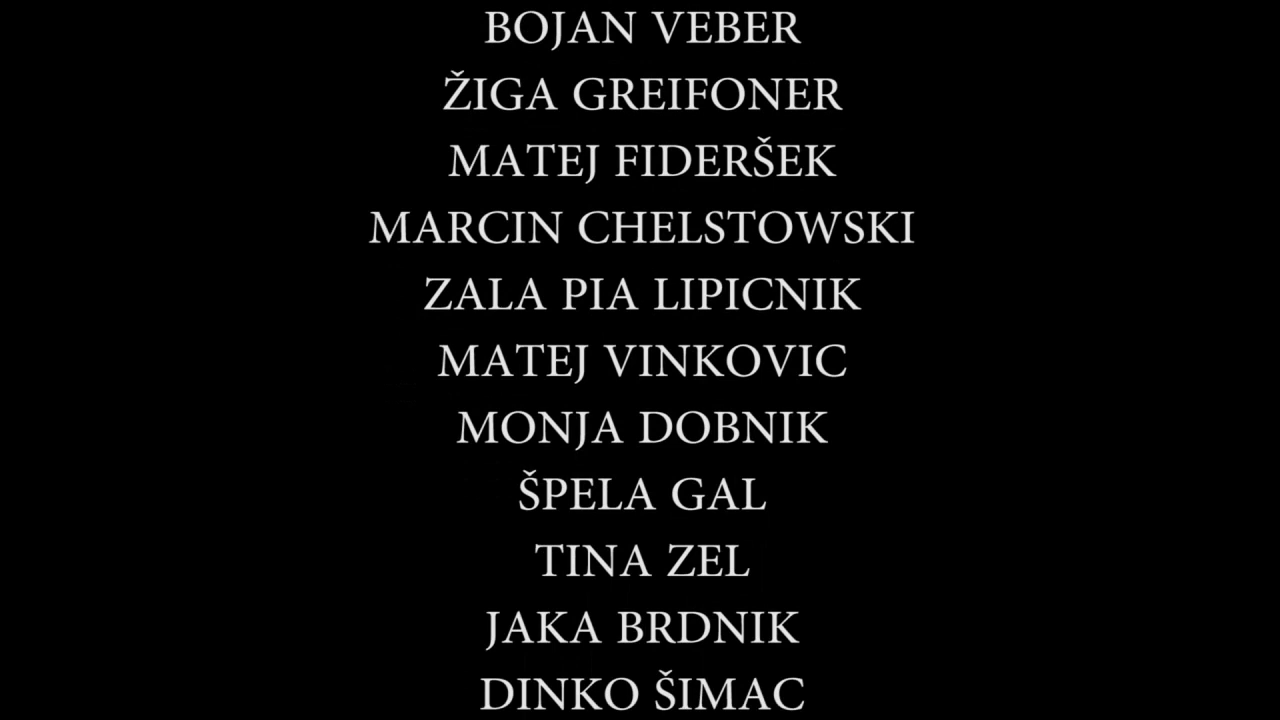 BOJAN VEBER
ŽIGA GREIFONER
MATEJ FIDERŠEK
MARCIN CHELSTOWSKI
ZALA PIA LIPICNIK
MATEJ VINKOVIC
MONJA DOBNIK
ŠPELA GAL
TINA ZEL
JAKA BRDNIK
DINKO ŠIMAC